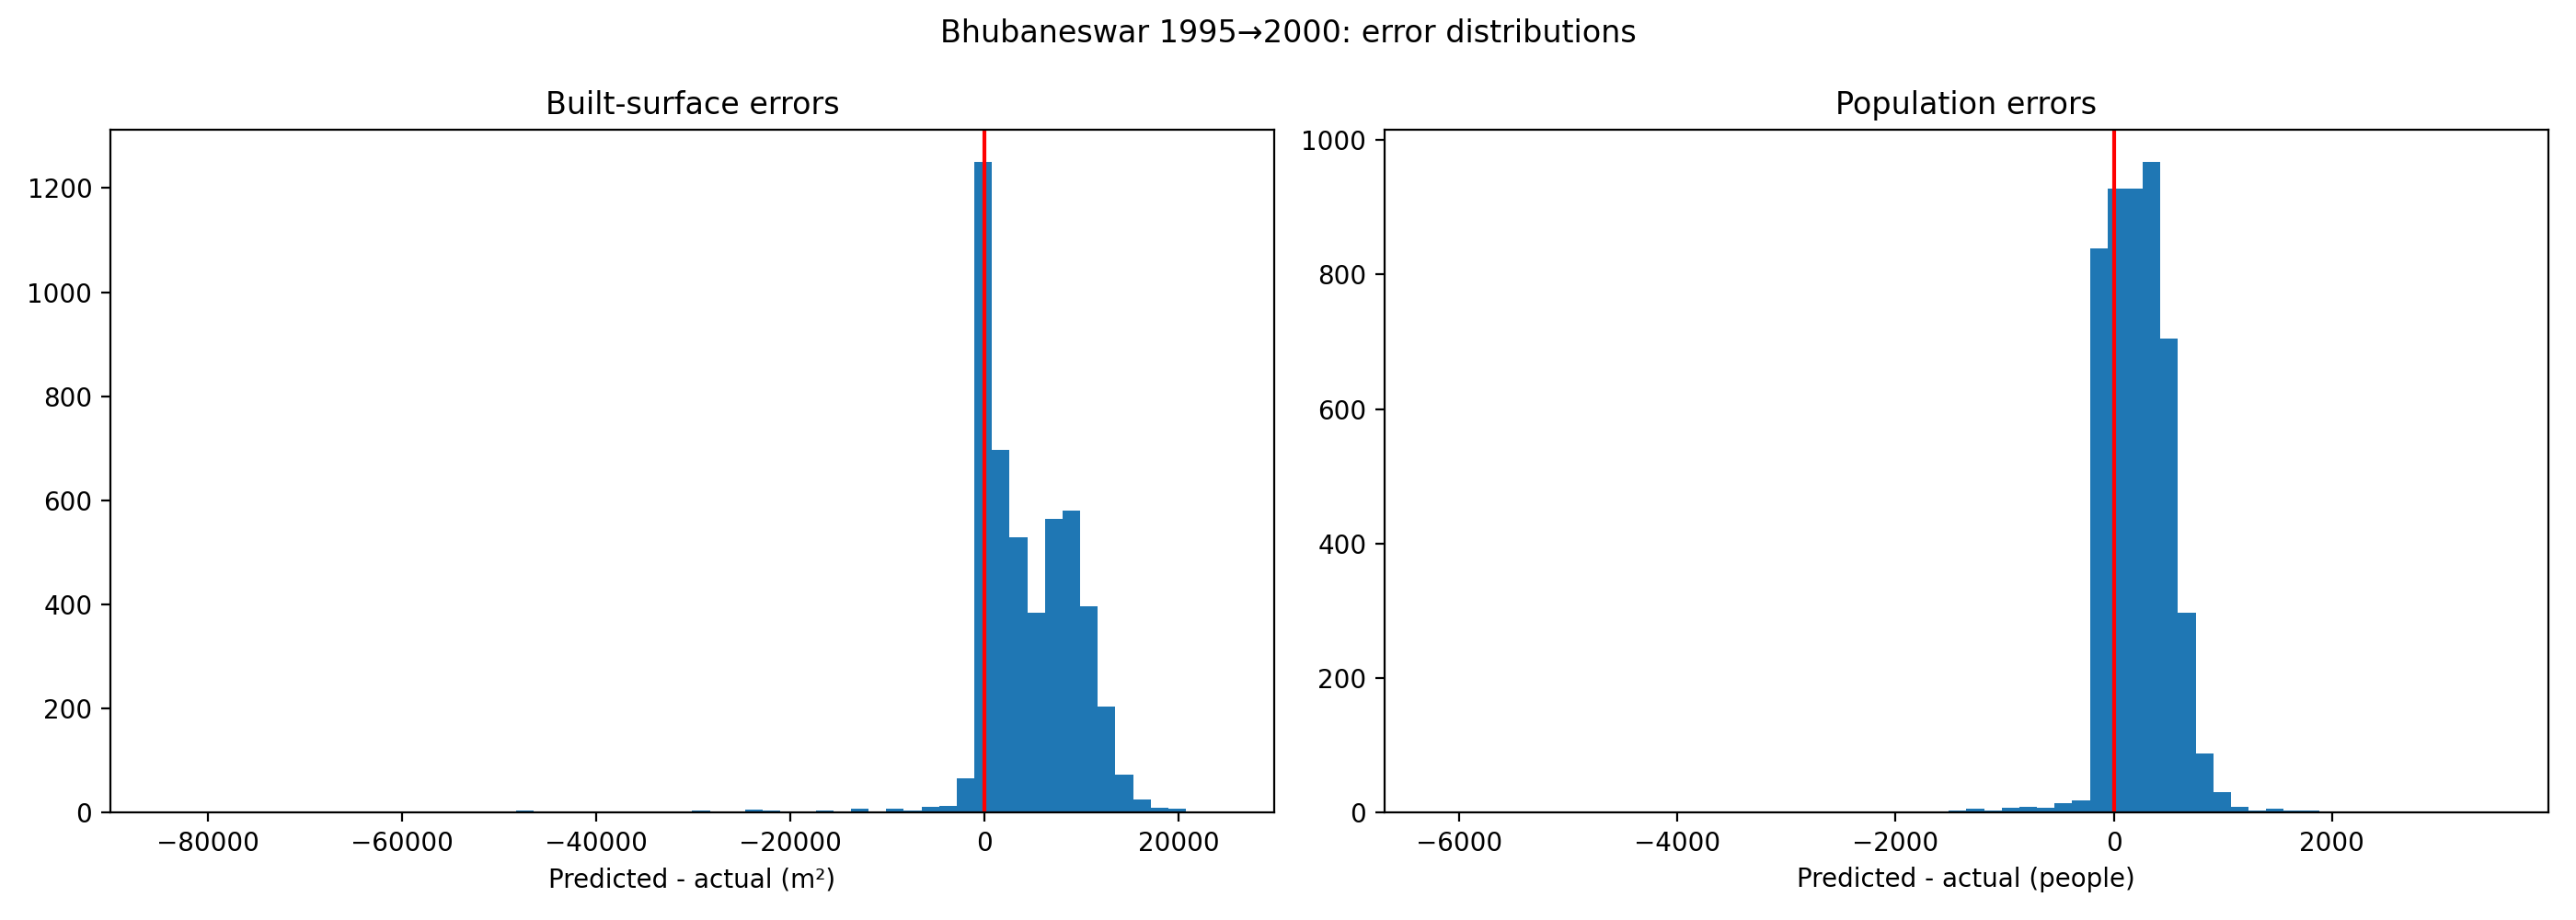 Bhubaneswar 1995→2000: error distributions
Built-surface errors
1200
1000
800
600
400
200
0
−80000 −60000 −40000 −20000 0 20000
Predicted - actual (m²)
Population errors
1000
800
600
400
200
0
−6000 −4000 −2000 0 2000
Predicted - actual (people)